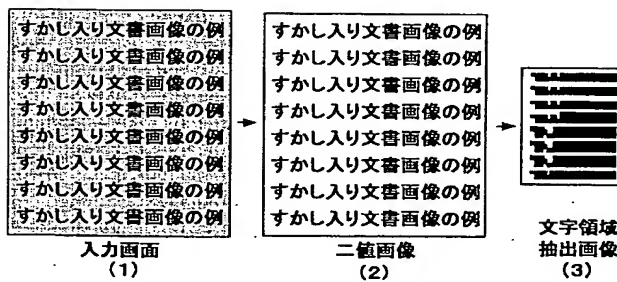 すかし入り文書画像の例
すかし入り文書画像の例
すかし入り文書画像の例
すかし入り文書画像の例
すかし入り文書画像の例
すかし入り文書画像の例
すかし入り文書画像の例
すかし入り文書画像の例
入力画面
(1)
すかし入り文書画像の例
すかし入り文書画像の例
すかし入り文書画像の例
すかし入り文書画像の例
すかし入り文書画像の例
すかし入り文書画像の例
すかし入り文書画像の例
すかし入り文書画像の例
二値画像
(2)
文字領域
抽出画像
(3)